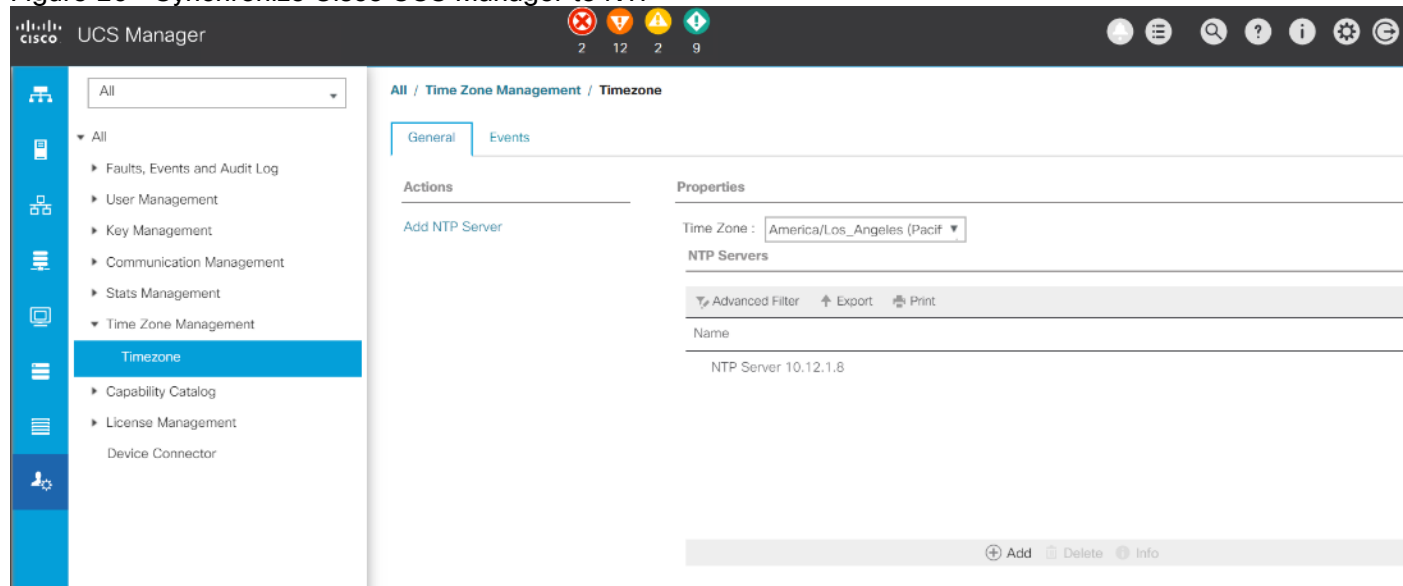 CISCO UCS Manager
2 12 2 9
All
All / Time Zone Management / Timezone
All
General Events
Faults, Events and Audit Log
Actions
Properties
User Management
Add NTP Server
Time Zone : America/Los_Angeles (Pacif
Key Management
NTP Servers
Communication Management
Stats Management
Advanced Filter Export Print
Time Zone Management
Name
Timezone
NTP Server 10.12.1.8
Capability Catalog
License Management
Device Connector
Add Delete Info